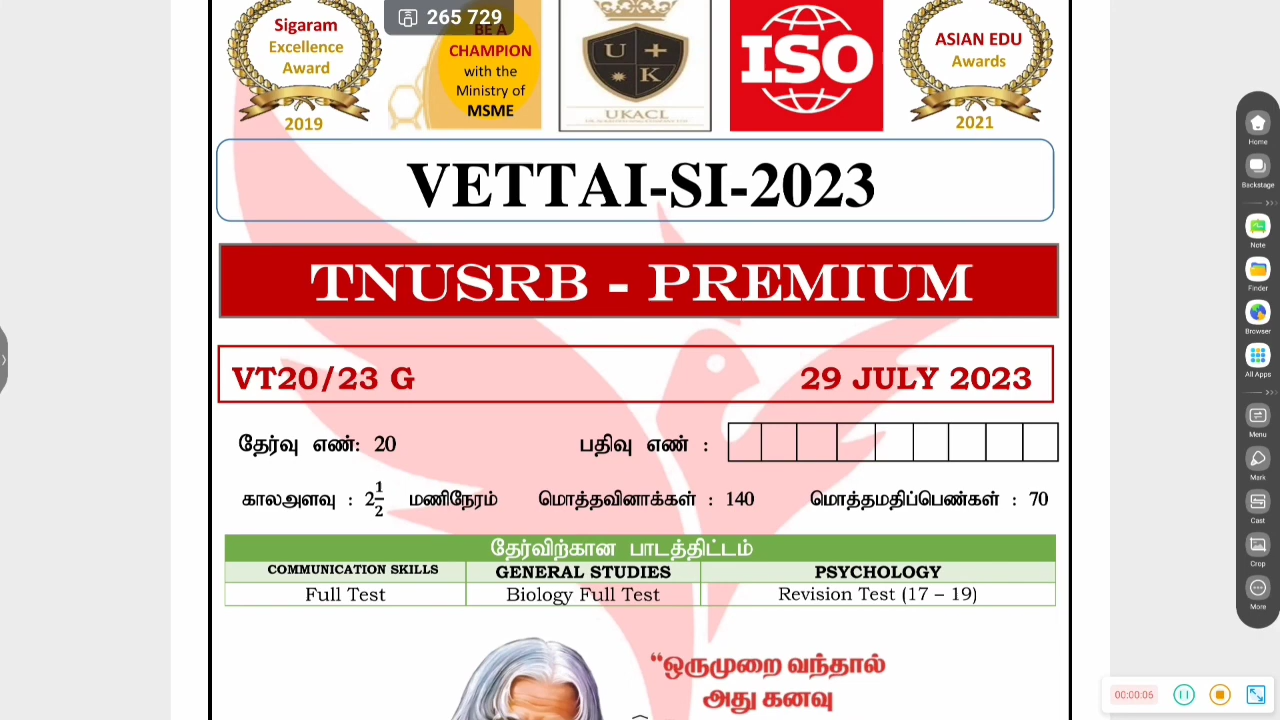 265 729
Sigaram
Excellence
Award
2019
BE A
CHAMPION
with the
Ministry of
MSME
U K
UKACL
ISO
ASIAN EDU
Awards
2021
VETTAI-SI-2023
TNUSRB - PREMIUM
VT20/23 G 29 JULY 2023
தேர்வு எண்: 20 பதிவு எண் :
காலஅளவு : 2 1/2 மணிநேரம் மொத்தவினாக்கள் : 140 மொத்தமதிப்பெண்கள் : 70
தேர்விற்கான பாடத்திட்டம்
COMMUNICATION SKILLS GENERAL STUDIES PSYCHOLOGY
Full Test Biology Full Test Revision Test (17 – 19)
“ஒருமுறை வந்தால்
அது கனவு
Home
Backstage
Note
Finder
Browser
All Apps
Menu
Mark
Cast
Crop
More
00:00:06